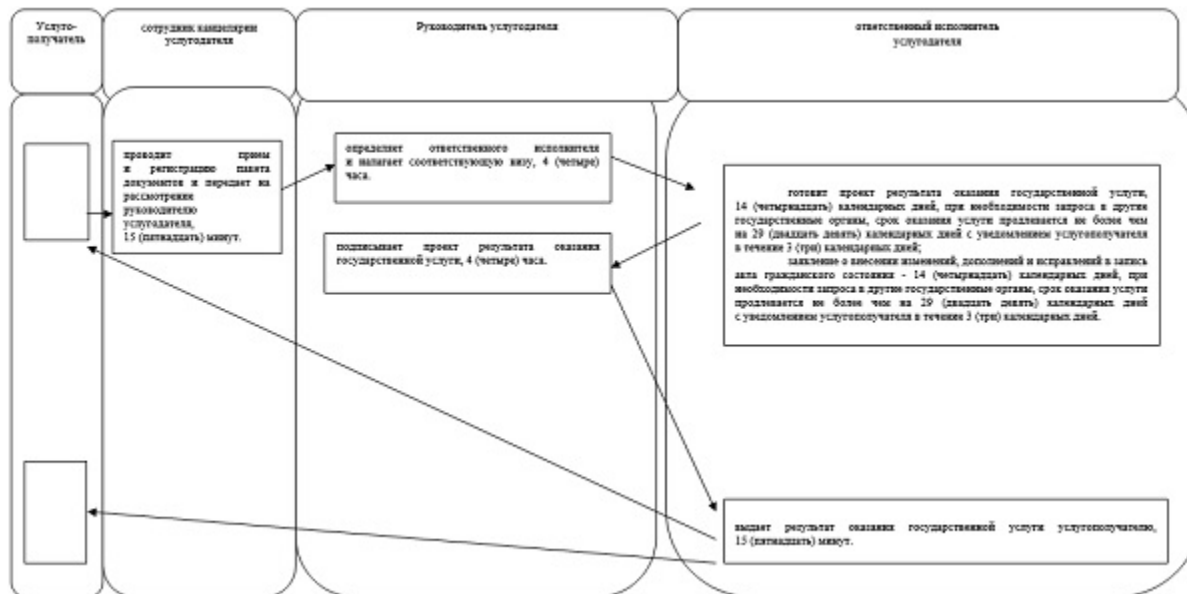 Услуго-
получатель
сотрудник канцелярии
услугодателя
Руководитель услугодателя
ответственный исполнитель
услугодателя
проводит прием
и регистрацию пакета
документов и передает на
рассмотрение
руководителю
услугодателя,
15 (пятнадцать) минут.
определяет ответственного исполнителя
и налагает соответствующую визу, 4 (четыре)
часа.
подписывает проект результата оказания
государственной услуги, 4 (четыре) часа.
готовит проект результата оказания государственной услуги,
14 (четырнадцать) календарных дней, при необходимости запроса в другие
государственные органы, срок оказания услуги продлевается не более чем
на 29 (двадцать девять) календарных дней с уведомлением услугополучателя
в течение 3 (три) календарных дней;
заявление о внесении изменений, дополнений и исправлений в запись
акта гражданского состояния - 14 (четырнадцать) календарных дней, при
необходимости запроса в другие государственные органы, срок оказания услуги
продлевается не более чем на 29 (двадцать девять) календарных дней
с уведомлением услугополучателя в течение 3 (три) календарных дней.
выдает результат оказания государственной услуги услугополучателю,
15 (пятнадцать) минут.